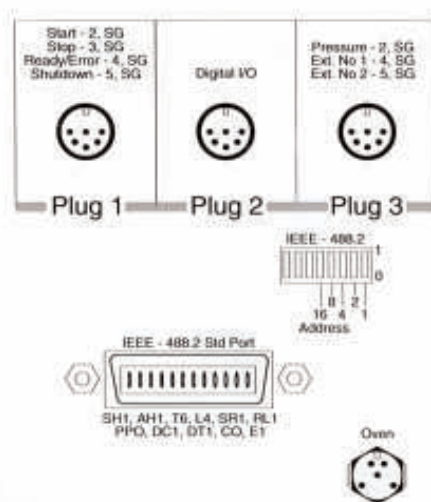 Start - 2, SG
Stop - 3, SG
Ready/Error - 4, SG
Shutdown - 5, SG
Digital I/O
Pressure - 2, SG
Ext. No 1 - 4, SG
Ext. No 2 - 5, SG
Plug 1
Plug 2
Plug 3
IEEE - 488.2
1
0
8 2
16 4 1
Address
IEEE - 488.2 Std Port
SH1, AH1, T6, L4, SR1, RL1
PPO, DC1, DT1, CO, E1
Oven